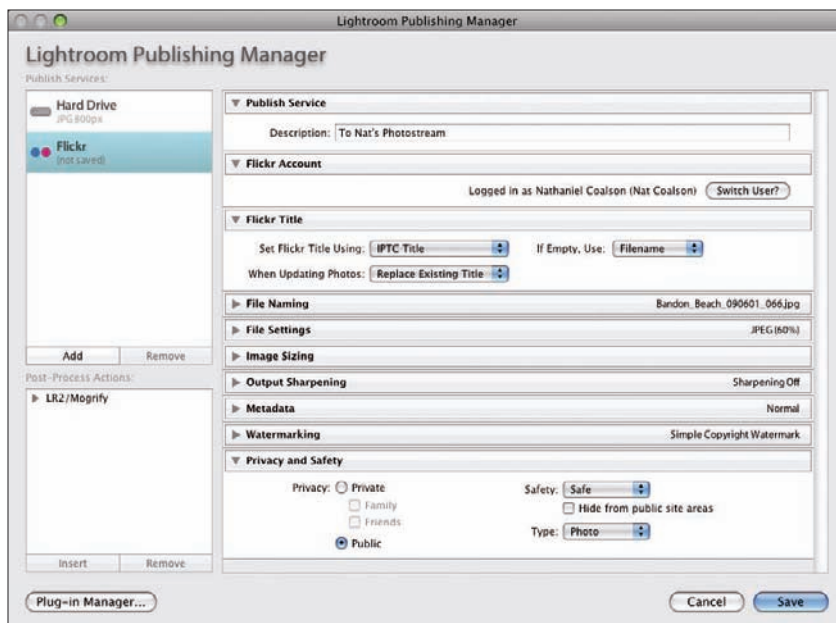 Lightroom Publishing Manager
Lightroom Publishing Manager
Publish Services:
Hard Drive
JPG 800px
Flickr
(not saved)
Add Remove
Post-Process Actions:
LR2/Mogrify
Insert Remove
Plug-in Manager...
Publish Service
Description: To Nat's Photostream
Flickr Account
Logged in as Nathaniel Coalson (Nat Coalson) Switch User?
Flickr Title
Set Flickr Title Using: IPTC Title If Empty, Use: Filename
When Updating Photos: Replace Existing Title
File Naming Bandon_Beach_090601_066.jpg
File Settings JPEG (60%)
Image Sizing
Output Sharpening Sharpening Off
Metadata Normal
Watermarking Simple Copyright Watermark
Privacy and Safety
Privacy: Private Safety: Safe
Family Hide from public site areas
Friends Type: Photo
Public
Cancel Save